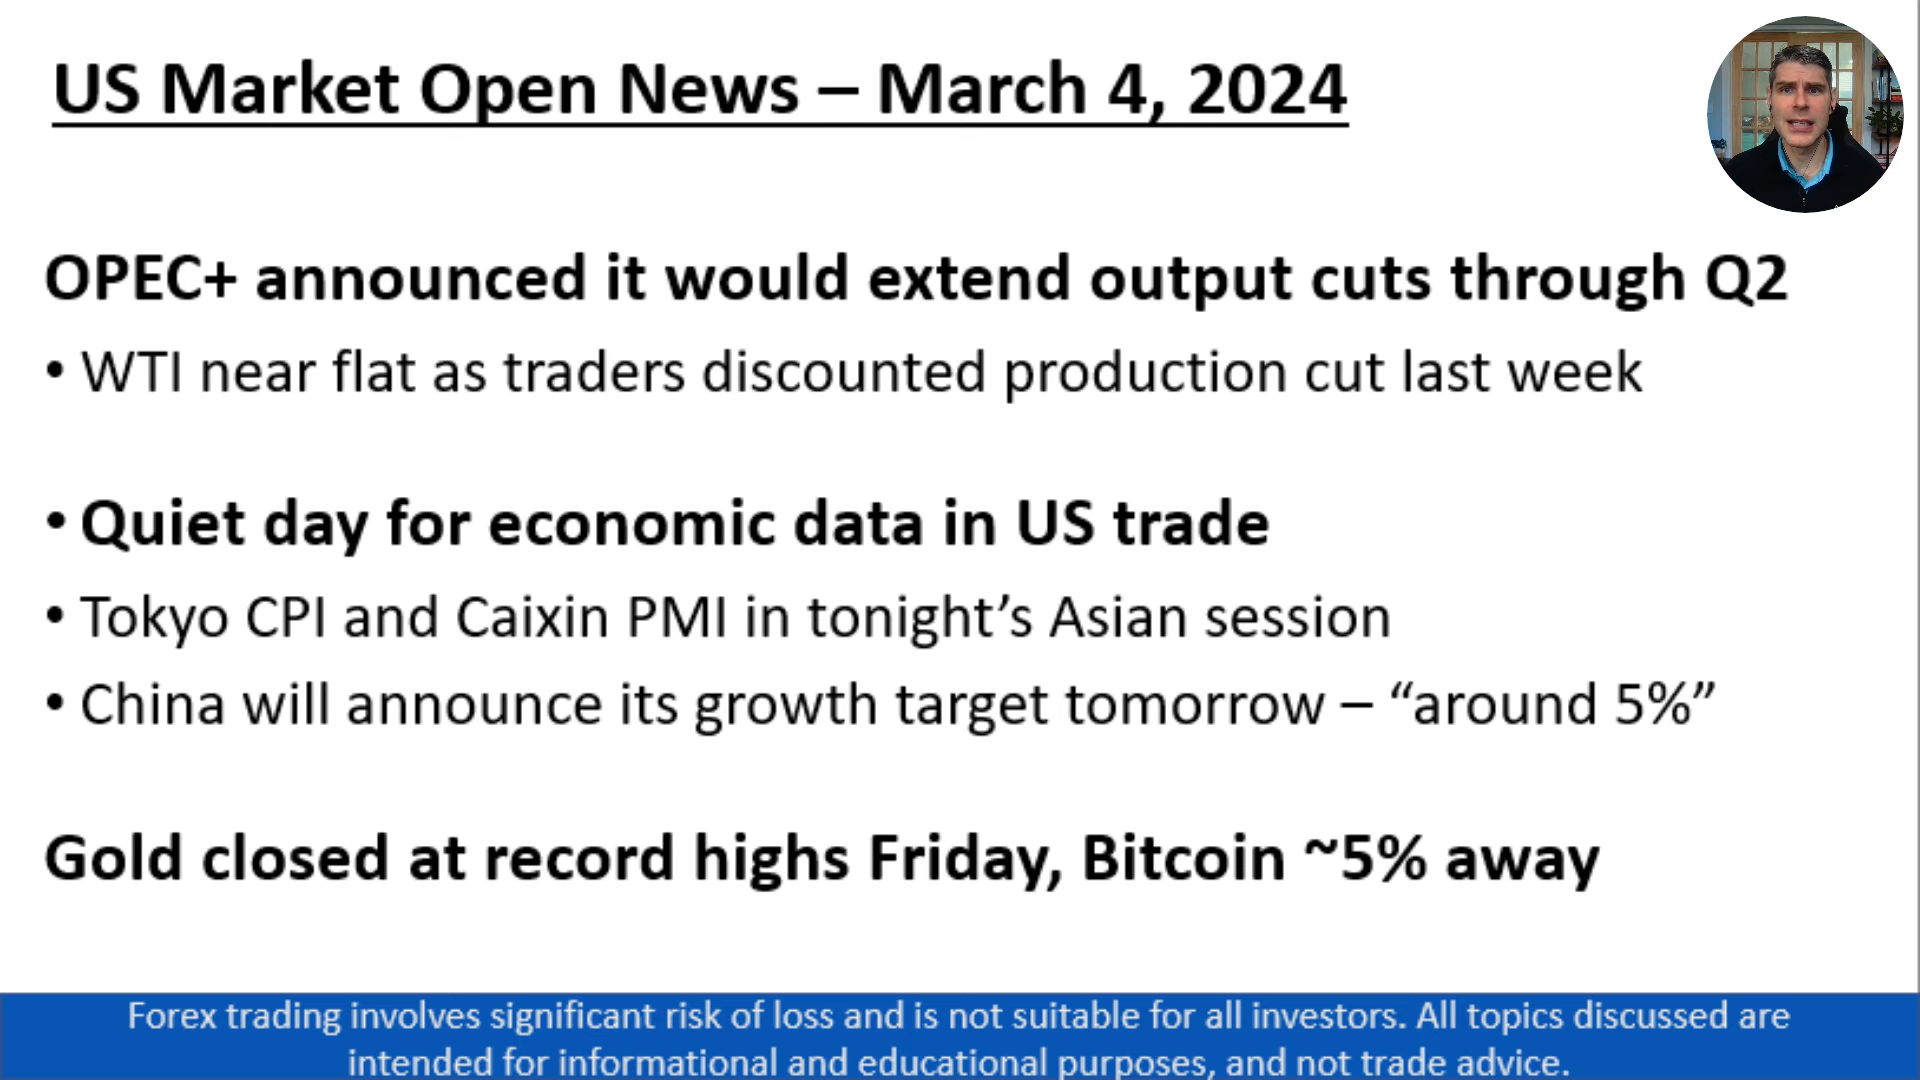 US Market Open News – March 4, 2024
OPEC+ announced it would extend output cuts through Q2
• WTI near flat as traders discounted production cut last week
• Quiet day for economic data in US trade
• Tokyo CPI and Caixin PMI in tonight’s Asian session
• China will announce its growth target tomorrow – “around 5%”
Gold closed at record highs Friday, Bitcoin ~5% away
Forex trading involves significant risk of loss and is not suitable for all investors. All topics discussed are
intended for informational and educational purposes, and not trade advice.